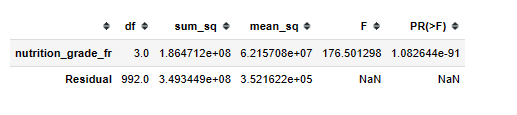 df sum_sq mean_sq F PR(>F)
nutrition_grade_fr 3.0 1.864712e+08 6.215708e+07 176.501298 1.082644e-91
Residual 992.0 3.493449e+08 3.521622e+05 NaN NaN